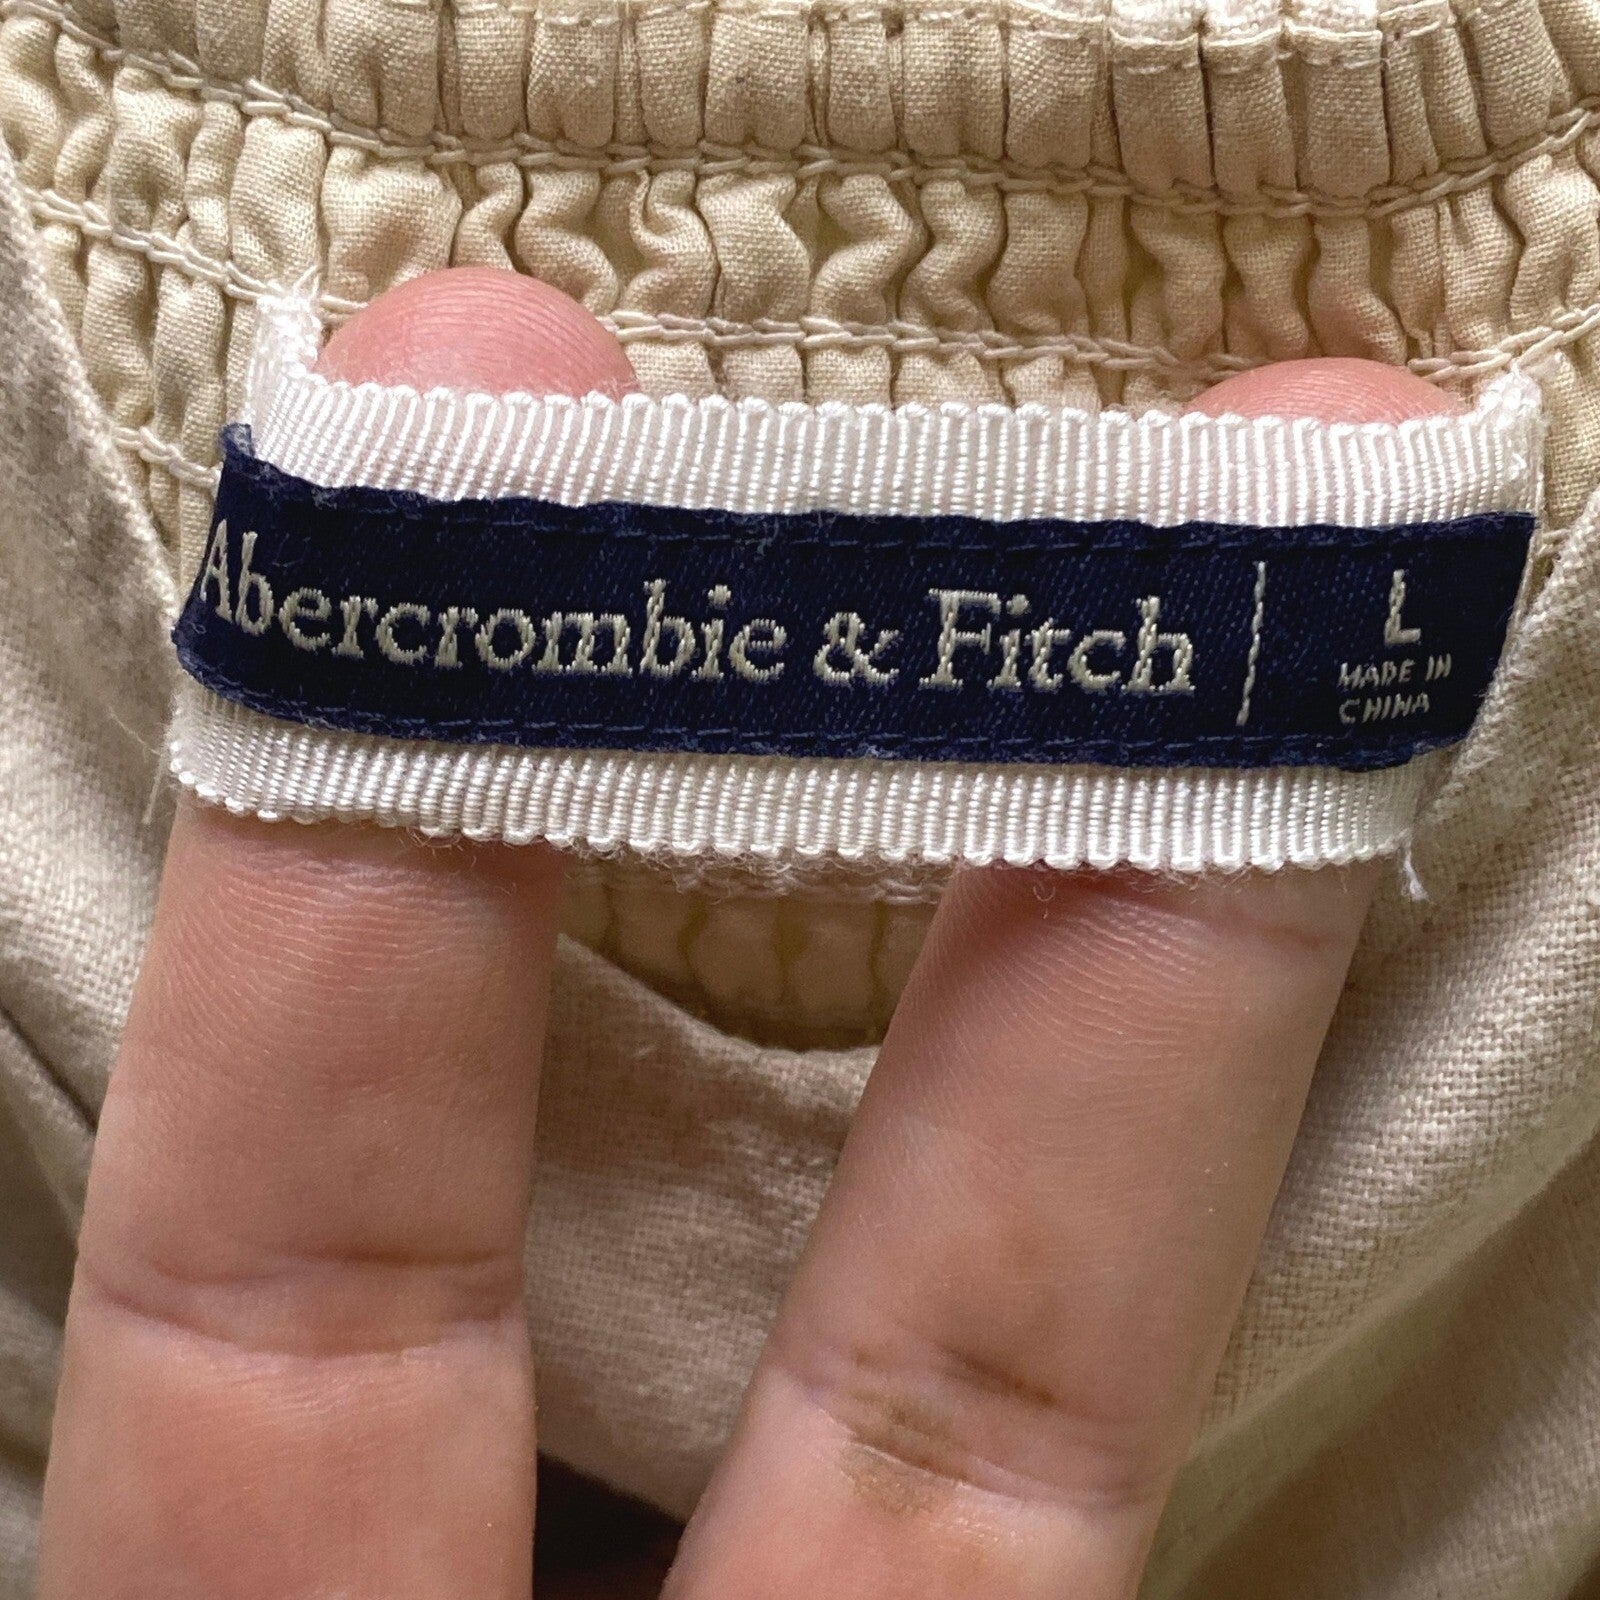 Abercrombie & Fitch | L
MADE IN
CHINA